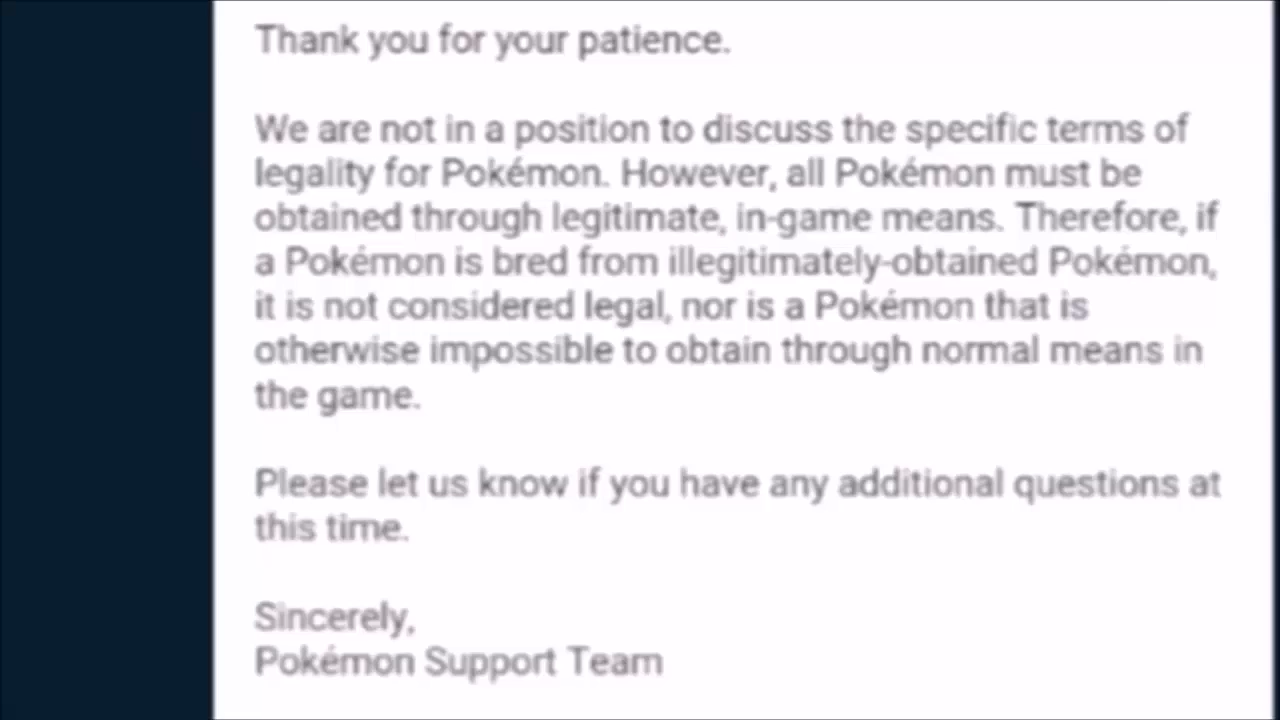 Thank you for your patience.
We are not in a position to discuss the specific terms of
legality for Pokémon. However, all Pokémon must be
obtained through legitimate, in-game means. Therefore, if
a Pokémon is bred from illegitimately-obtained Pokémon,
it is not considered legal, nor is a Pokémon that is
otherwise impossible to obtain through normal means in
the game.
Please let us know if you have any additional questions at
this time.
Sincerely,
Pokémon Support Team